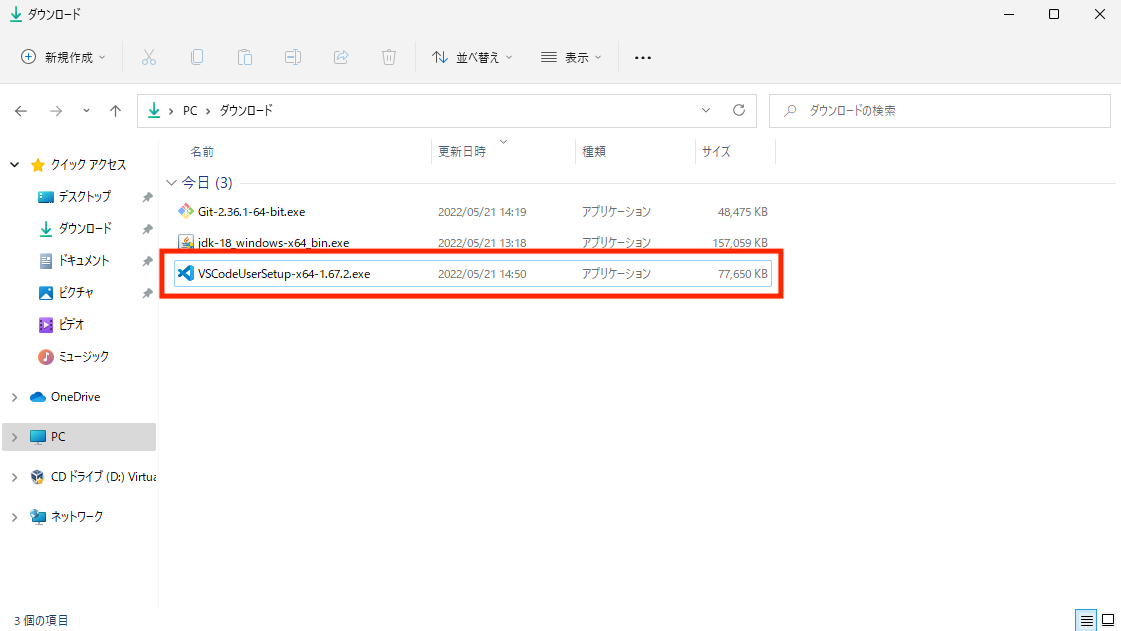 ダウンロード
新規作成 並べ替え 表示
PC ダウンロード ダウンロードの検索
名前 更新日時 種類 サイズ
クイック アクセス
今日 (3)
デスクトップ
Git-2.36.1-64-bit.exe 2022/05/21 14:19 アプリケーション 48,475 KB
ダウンロード
jdk-18_windows-x64_bin.exe 2022/05/21 13:18 アプリケーション 157,059 KB
ドキュメント
VSCodeUserSetup-x64-1.67.2.exe 2022/05/21 14:50 アプリケーション 77,650 KB
ピクチャ
ビデオ
ミュージック
OneDrive
PC
CD ドライブ (D:) Virtua
ネットワーク
3 個の項目